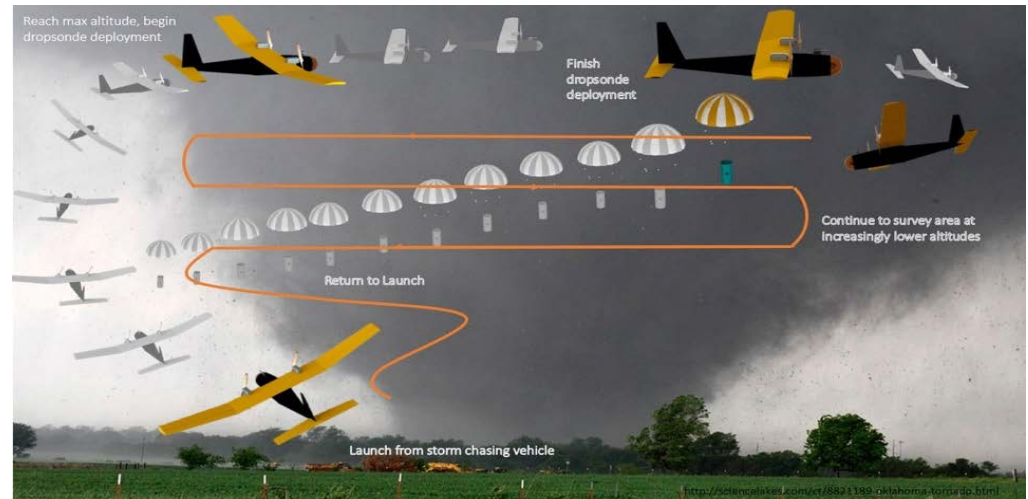 Reach max altitude, begin
dropsonde deployment
Finish
dropsonde
deployment
Continue to survey area at
increasingly lower altitudes
Return to Launch
Launch from storm chasing vehicle
http://sciencelakes.com/ct/8821189-oklahoma-tornado.html